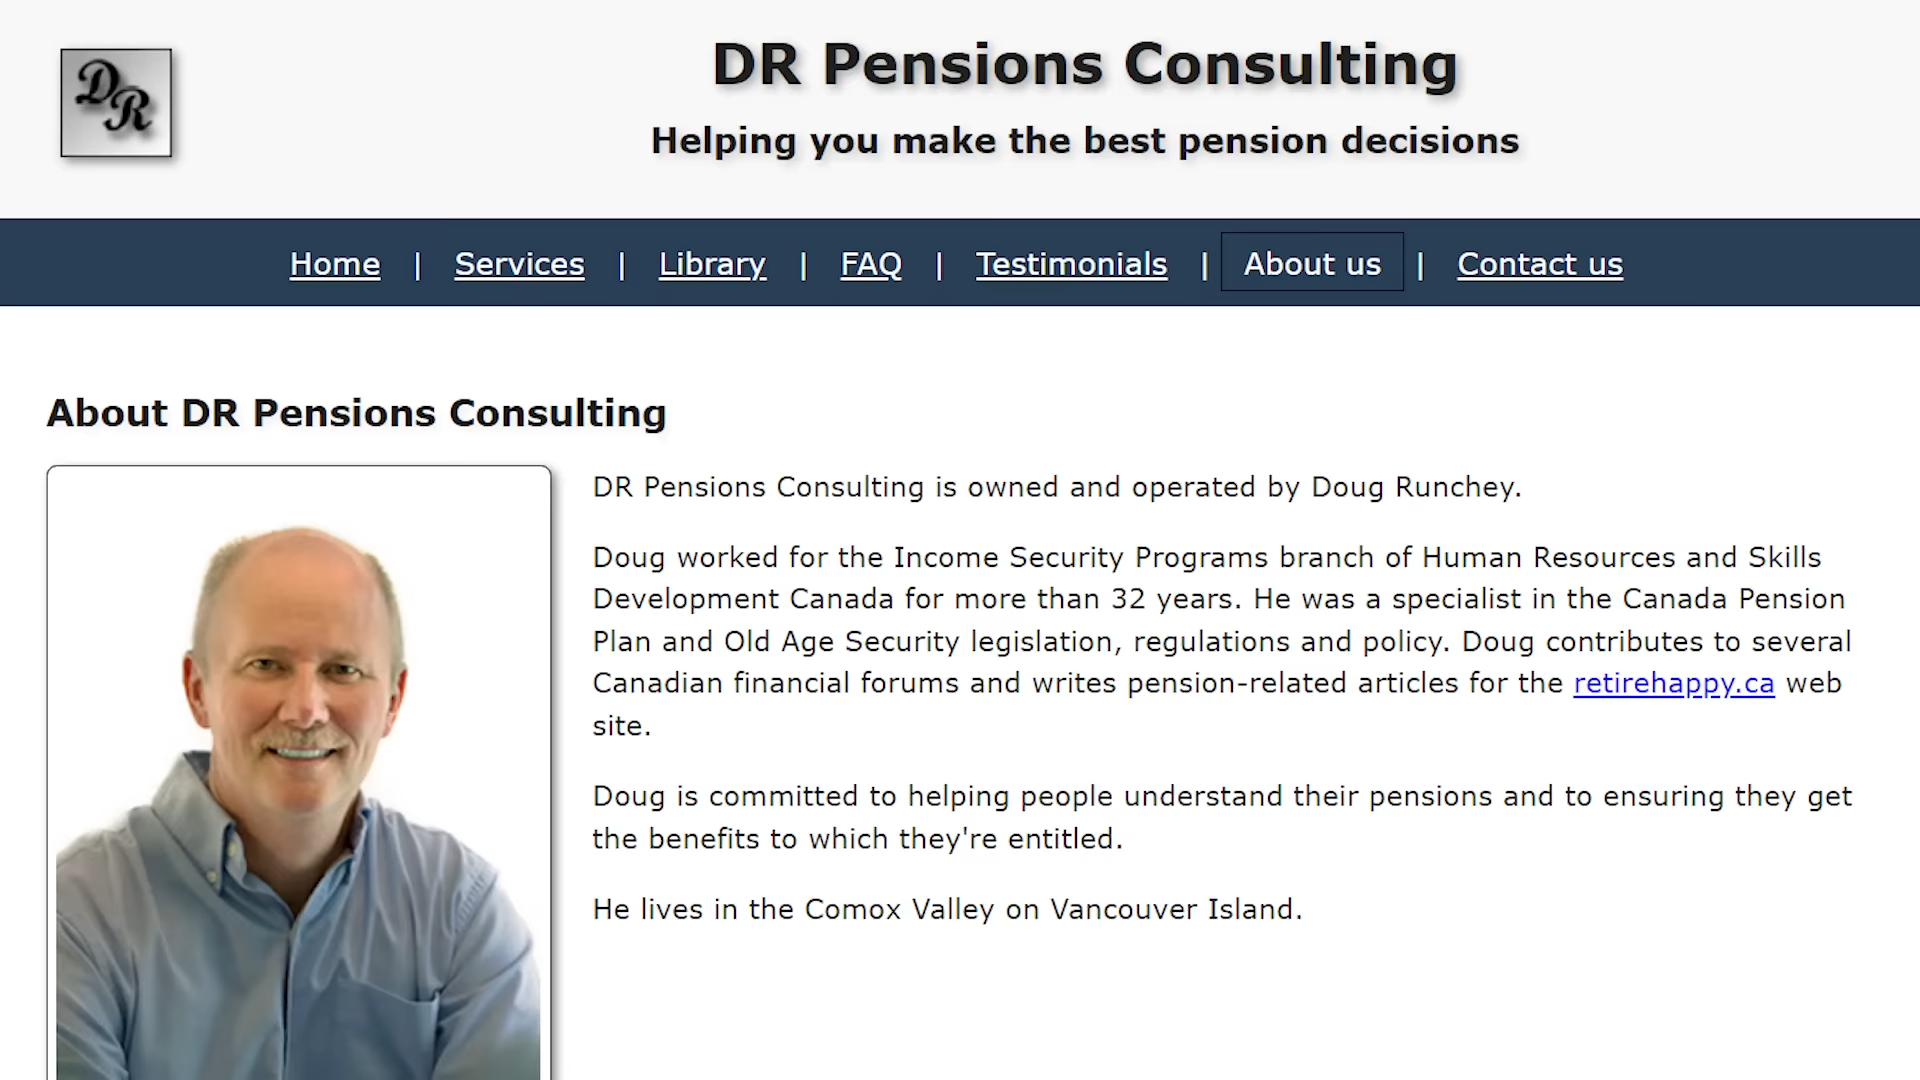 DR
DR Pensions Consulting
Helping you make the best pension decisions
Home | Services | Library | FAQ | Testimonials | About us | Contact us
About DR Pensions Consulting
DR Pensions Consulting is owned and operated by Doug Runchey.
Doug worked for the Income Security Programs branch of Human Resources and Skills
Development Canada for more than 32 years. He was a specialist in the Canada Pension
Plan and Old Age Security legislation, regulations and policy. Doug contributes to several
Canadian financial forums and writes pension-related articles for the retirehappy.ca web
site.
Doug is committed to helping people understand their pensions and to ensuring they get
the benefits to which they're entitled.
He lives in the Comox Valley on Vancouver Island.